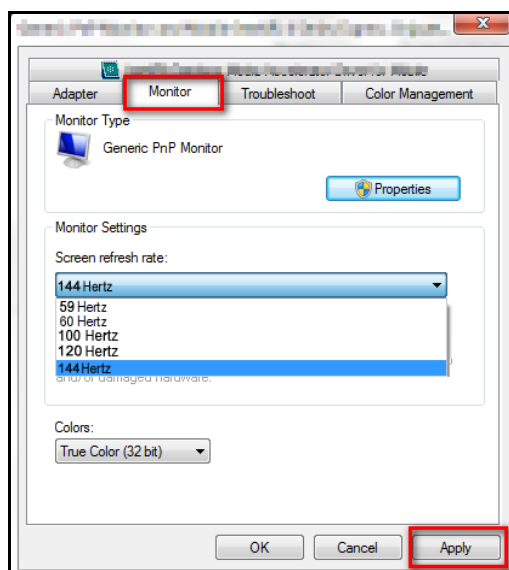 Adapter
Monitor
Troubleshoot
Color Management
Monitor Type
Generic PnP Monitor
Properties
Monitor Settings
Screen refresh rate:
144 Hertz
59 Hertz
60 Hertz
100 Hertz
120 Hertz
144 Hertz
and/or damaged hardware.
Colors:
True Color (32 bit)
OK
Cancel
Apply